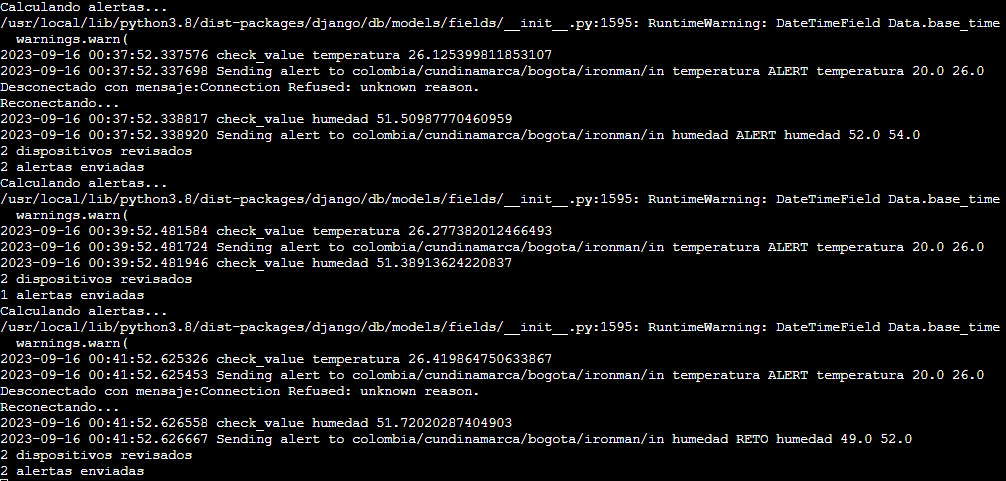 Calculando alertas...
/usr/local/lib/python3.8/dist-packages/django/db/models/fields/__init__.py:1595: RuntimeWarning: DateTimeField Data.base_time
  warnings.warn(
2023-09-16 00:37:52.337576 check_value temperatura 26.125399811853107
2023-09-16 00:37:52.337698 Sending alert to colombia/cundinamarca/bogota/ironman/in temperatura ALERT temperatura 20.0 26.0
Desconectado con mensaje:Connection Refused: unknown reason.
Reconectando...
2023-09-16 00:37:52.338817 check_value humedad 51.50987770460959
2023-09-16 00:37:52.338920 Sending alert to colombia/cundinamarca/bogota/ironman/in humedad ALERT humedad 52.0 54.0
2 dispositivos revisados
2 alertas enviadas
Calculando alertas...
/usr/local/lib/python3.8/dist-packages/django/db/models/fields/__init__.py:1595: RuntimeWarning: DateTimeField Data.base_time
  warnings.warn(
2023-09-16 00:39:52.481584 check_value temperatura 26.277382012466493
2023-09-16 00:39:52.481724 Sending alert to colombia/cundinamarca/bogota/ironman/in temperatura ALERT temperatura 20.0 26.0
2023-09-16 00:39:52.481946 check_value humedad 51.38913624220837
2 dispositivos revisados
1 alertas enviadas
Calculando alertas...
/usr/local/lib/python3.8/dist-packages/django/db/models/fields/__init__.py:1595: RuntimeWarning: DateTimeField Data.base_time
  warnings.warn(
2023-09-16 00:41:52.625326 check_value temperatura 26.419864750633867
2023-09-16 00:41:52.625453 Sending alert to colombia/cundinamarca/bogota/ironman/in temperatura ALERT temperatura 20.0 26.0
Desconectado con mensaje:Connection Refused: unknown reason.
Reconectando...
2023-09-16 00:41:52.626558 check_value humedad 51.72020287404903
2023-09-16 00:41:52.626667 Sending alert to colombia/cundinamarca/bogota/ironman/in humedad RETO humedad 49.0 52.0
2 dispositivos revisados
2 alertas enviadas